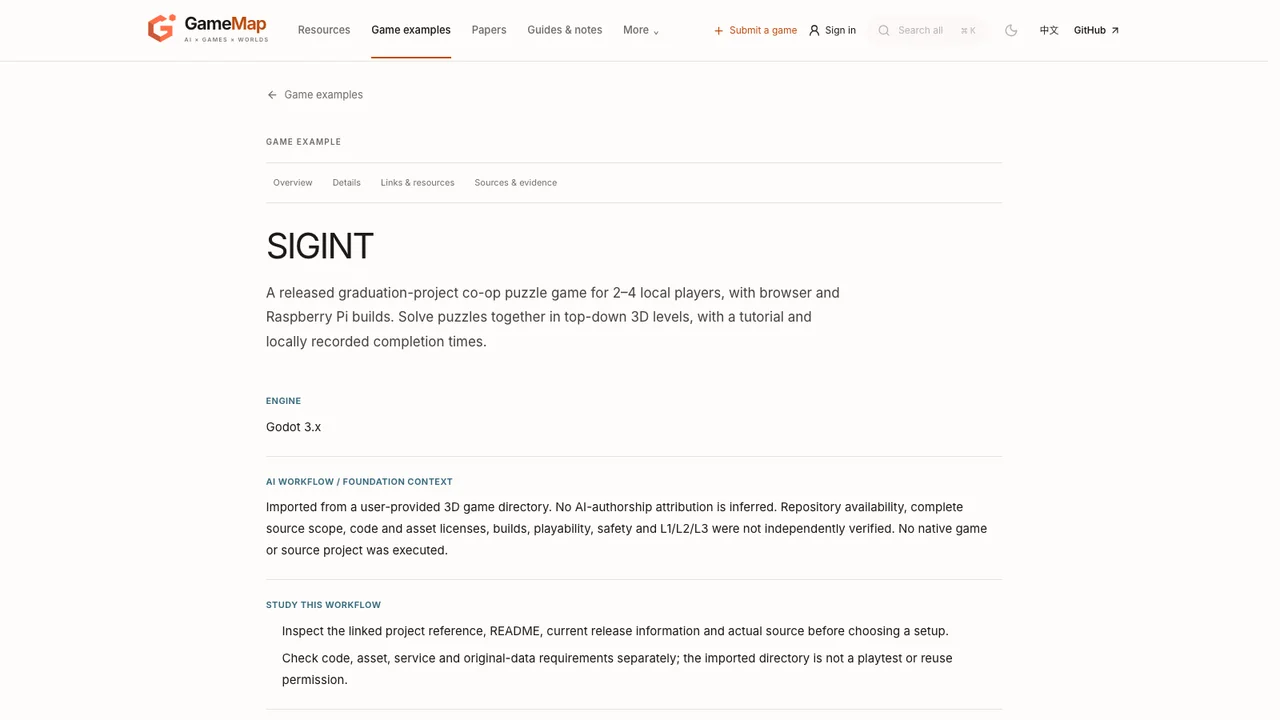 GameMap
AI × GAMES × WORLDS
Resources
Game examples
Papers
Guides & notes
More
Submit a game
Sign in
Search all
⌘ K
中文
GitHub
Game examples
GAME EXAMPLE
Overview
Details
Links & resources
Sources & evidence
SIGINT
A released graduation-project co-op puzzle game for 2–4 local players, with browser and
Raspberry Pi builds. Solve puzzles together in top-down 3D levels, with a tutorial and
locally recorded completion times.
ENGINE
Godot 3.x
AI WORKFLOW / FOUNDATION CONTEXT
Imported from a user-provided 3D game directory. No AI-authorship attribution is inferred. Repository availability, complete
source scope, code and asset licenses, builds, playability, safety and L1/L2/L3 were not independently verified. No native game
or source project was executed.
STUDY THIS WORKFLOW
Inspect the linked project reference, README, current release information and actual source before choosing a setup.
Check code, asset, service and original-data requirements separately; the imported directory is not a playtest or reuse
permission.